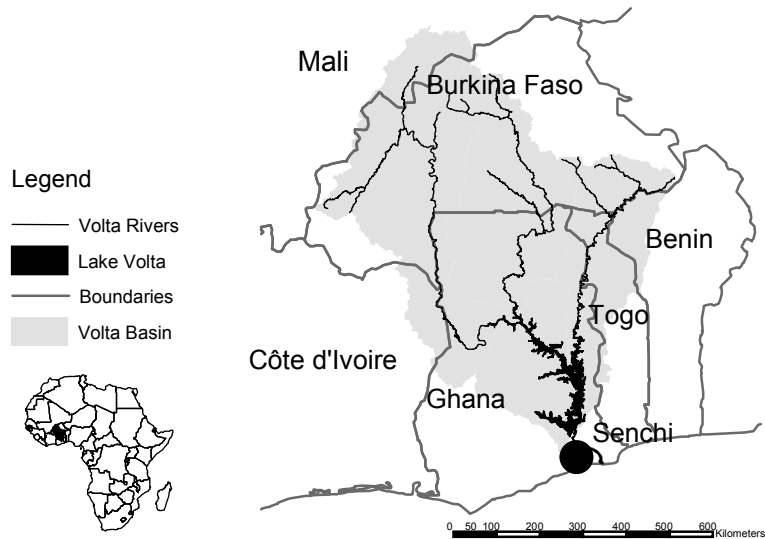 Mali
Burkina Faso
Legend
Volta Rivers
Lake Volta
Boundaries
Volta Basin
Benin
Togo
Côte d'Ivoire
Ghana
Senchi
0 50 100 200 300 400 500 600
Kilometers